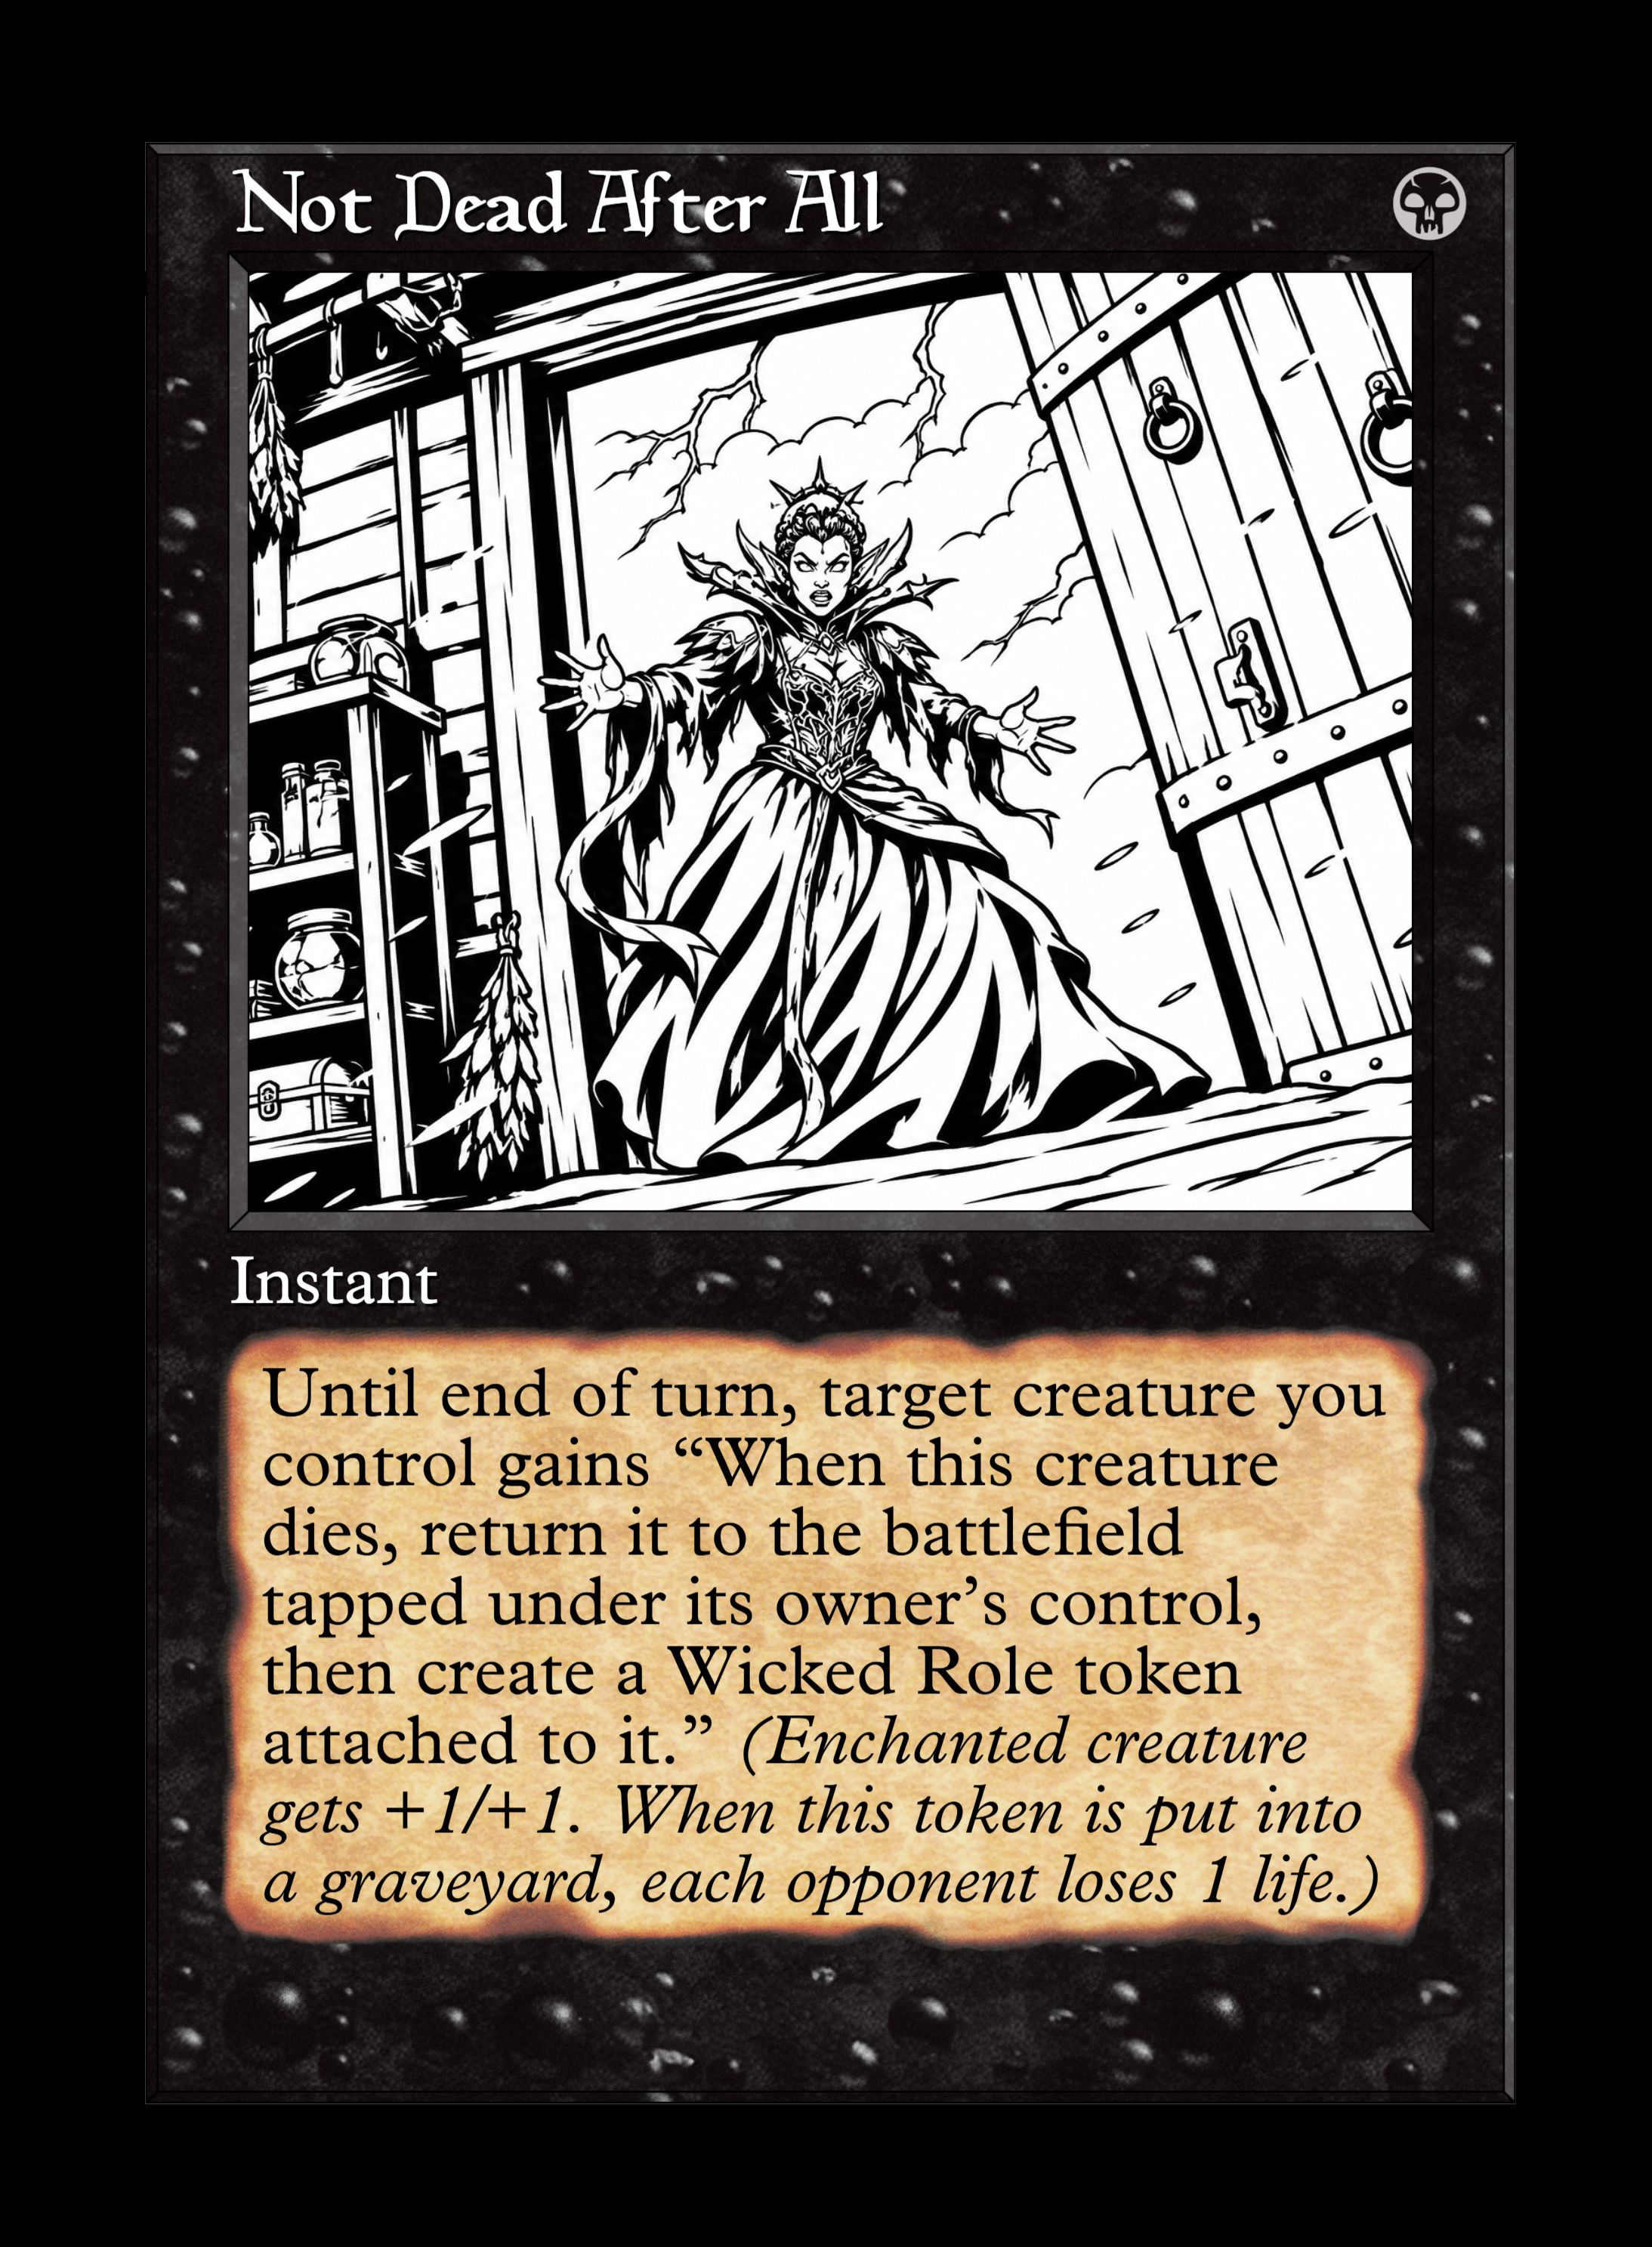 Not Dead After All
Instant
Until end of turn, target creature you
control gains “When this creature
dies, return it to the battlefield
tapped under its owner’s control,
then create a Wicked Role token
attached to it.” (Enchanted creature
gets +1/+1. When this token is put into
a graveyard, each opponent loses 1 life.)